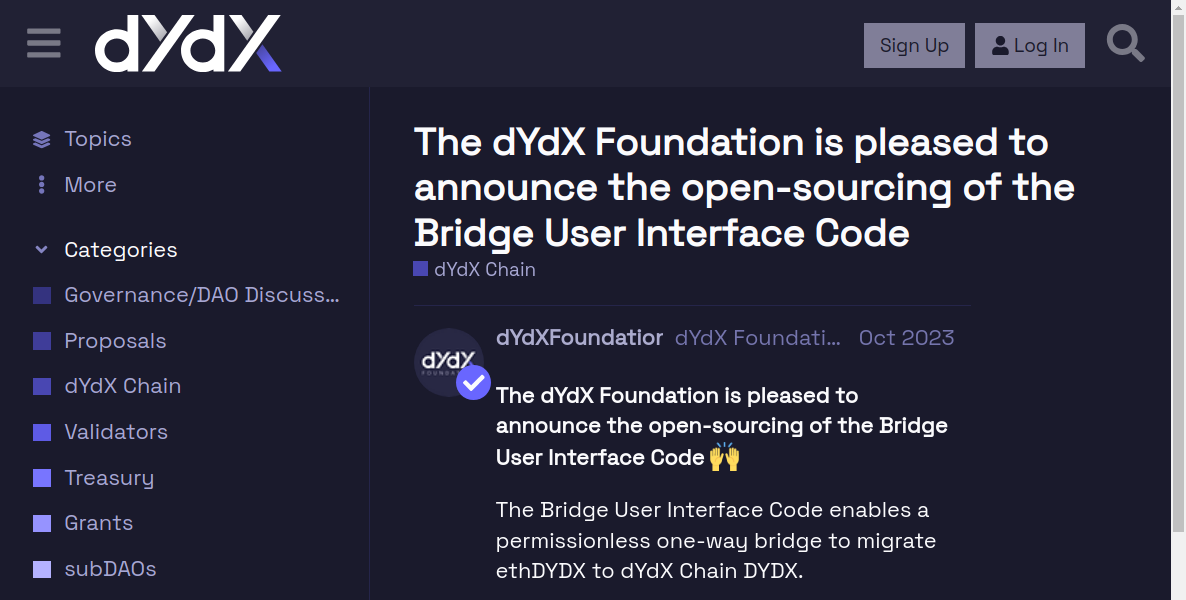 dYdX
Sign Up
Log In
Topics
More
Categories
Governance/DAO Discuss...
Proposals
dYdX Chain
Validators
Treasury
Grants
subDAOs
The dYdX Foundation is pleased to
announce the open-sourcing of the
Bridge User Interface Code
dYdX Chain
dYdX
FOUNDATION
dYdXFoundation dYdX Foundati... Oct 2023
The dYdX Foundation is pleased to
announce the open-sourcing of the Bridge
User Interface Code 🙌
The Bridge User Interface Code enables a
permissionless one-way bridge to migrate
ethDYDX to dYdX Chain DYDX.